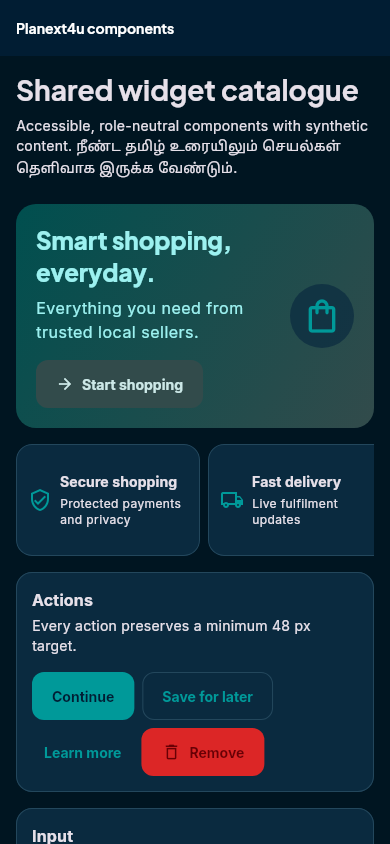 Planext4u components
Shared widget catalogue
Accessible, role-neutral components with synthetic
content. நீண்ட தமிழ் உரையிலும் செயல்கள்
தெளிவாக இருக்க வேண்டும்.
Smart shopping,
everyday.
Everything you need from
trusted local sellers.
Start shopping
Secure shopping
Protected payments
and privacy
Fast delivery
Live fulfilment
updates
Actions
Every action preserves a minimum 48 px
target.
Continue
Save for later
Learn more
Remove
Input